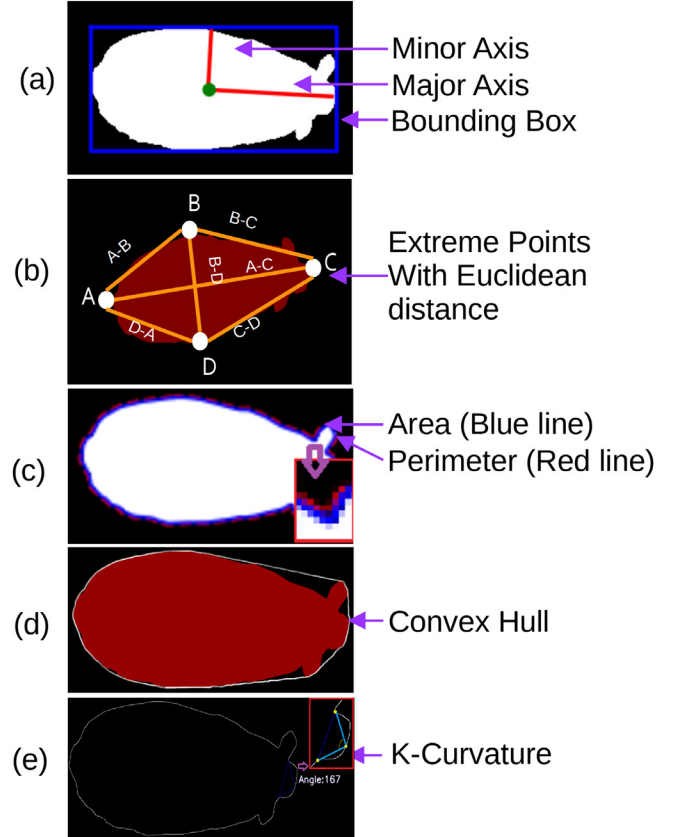 (a)
Minor Axis
Major Axis
Bounding Box
(b)
B
B-C
A-B
B-D
A-C
C
A
D-A
C-D
D
Extreme Points
With Euclidean
distance
(c)
Area (Blue line)
Perimeter (Red line)
(d)
Convex Hull
(e)
Angle:167
K-Curvature